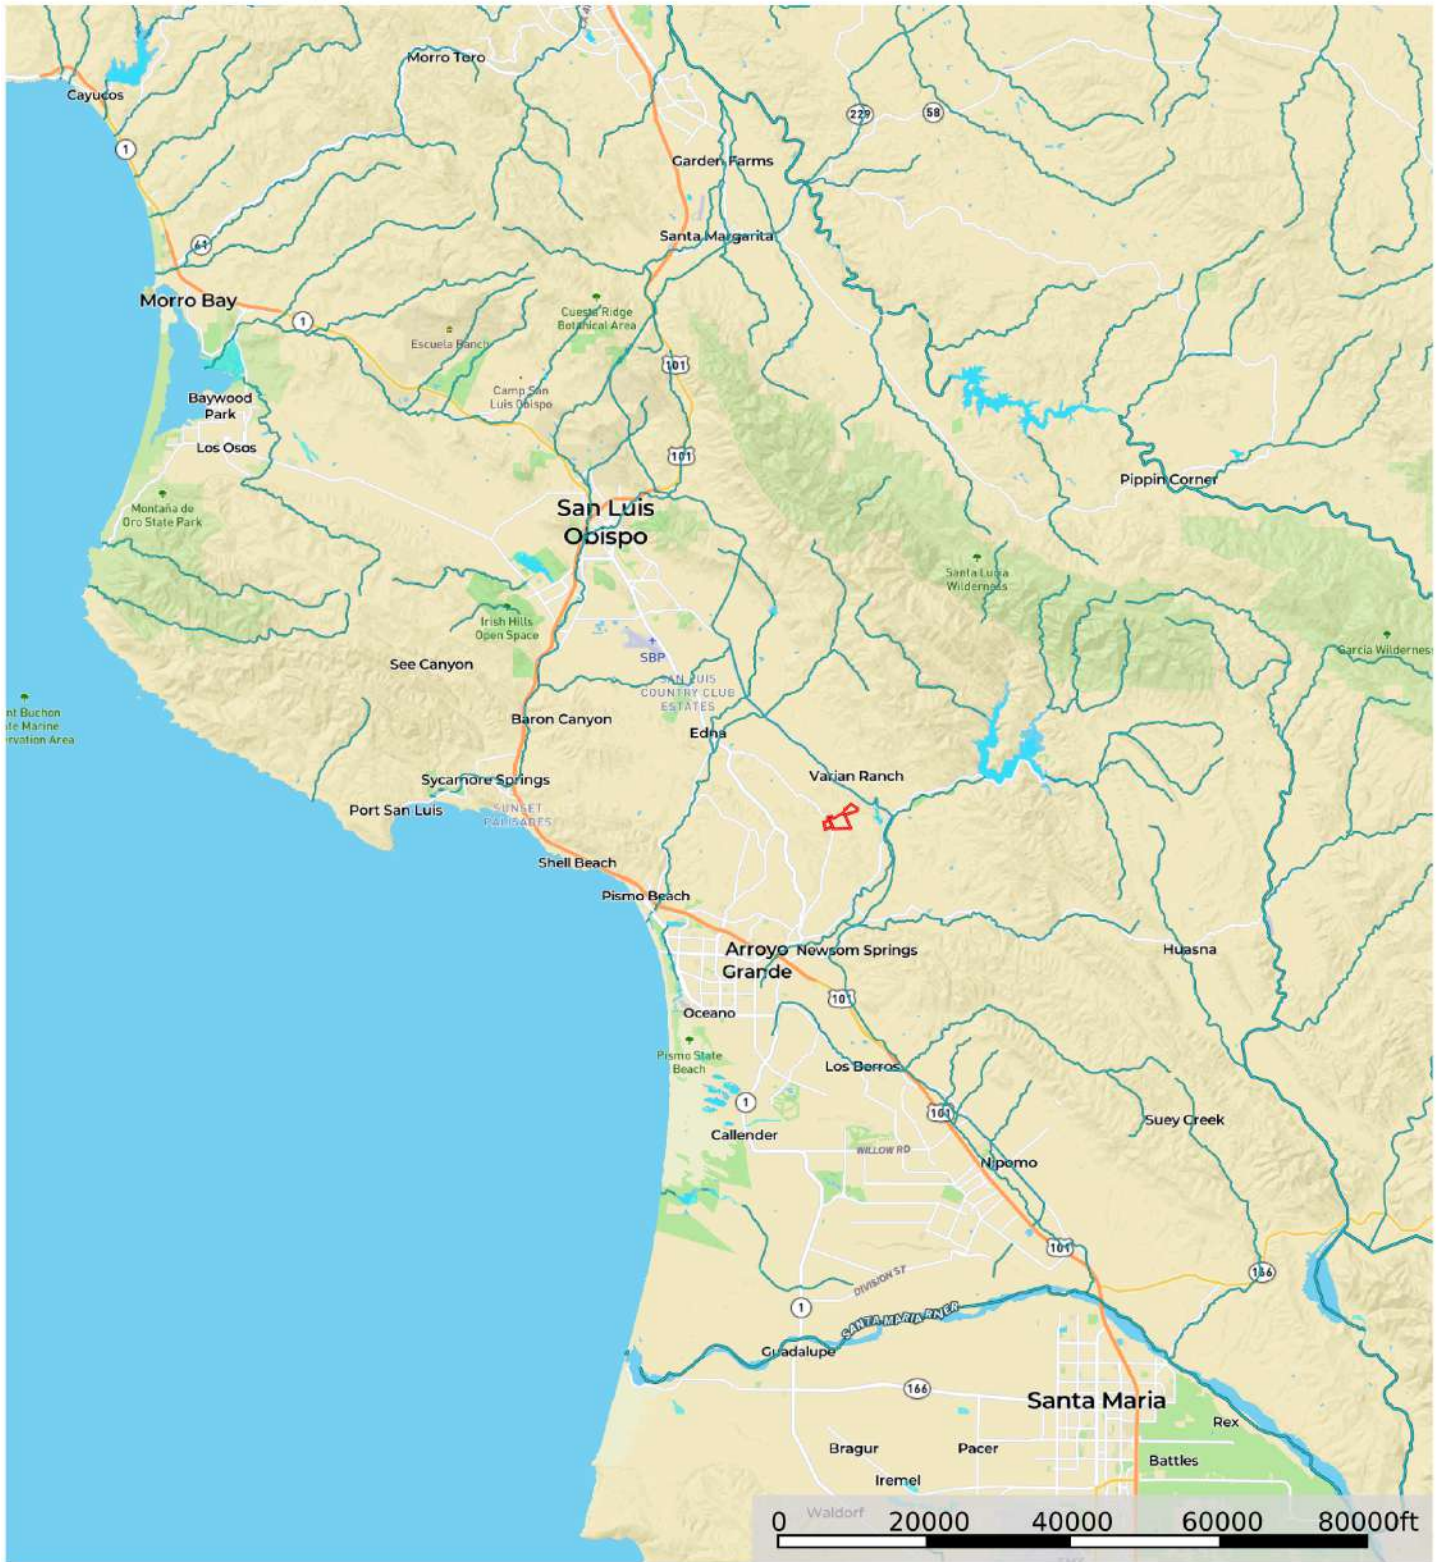 Morro Toro
Cayucos
229
58
1
Garden Farms
41
Santa Margarita
Morro Bay
1
Cuesta Ridge
Botanical Area
Escuela Ranch
101
Camp San
Luis Obispo
Baywood
Park
Los Osos
101
Pippin Corner
Montaña de
Oro State Park
San Luis
Obispo
Santa Lucia
Wilderness
Irish Hills
Open Space
See Canyon
SBP
Garcia Wilderness
SAN LUIS
COUNTRY CLUB
ESTATES
nt Buchon
te Marine
ervation Area
Baron Canyon
Edna
Sycamore Springs
Varian Ranch
Port San Luis
SUNSET
PALISADES
Shell Beach
Pismo Beach
Arroyo
Grande
Newsom Springs
Huasna
101
Oceano
Pismo State
Beach
Los Berros
1
101
Callender
Suey Creek
WILLOW RD
Nipomo
101
166
DIVISION ST
1
SANTA MARIA RIVER
Guadalupe
166
Santa Maria
Rex
Bragur
Pacer
Battles
Iremel
Waldorf
0 20000 40000 60000 80000ft